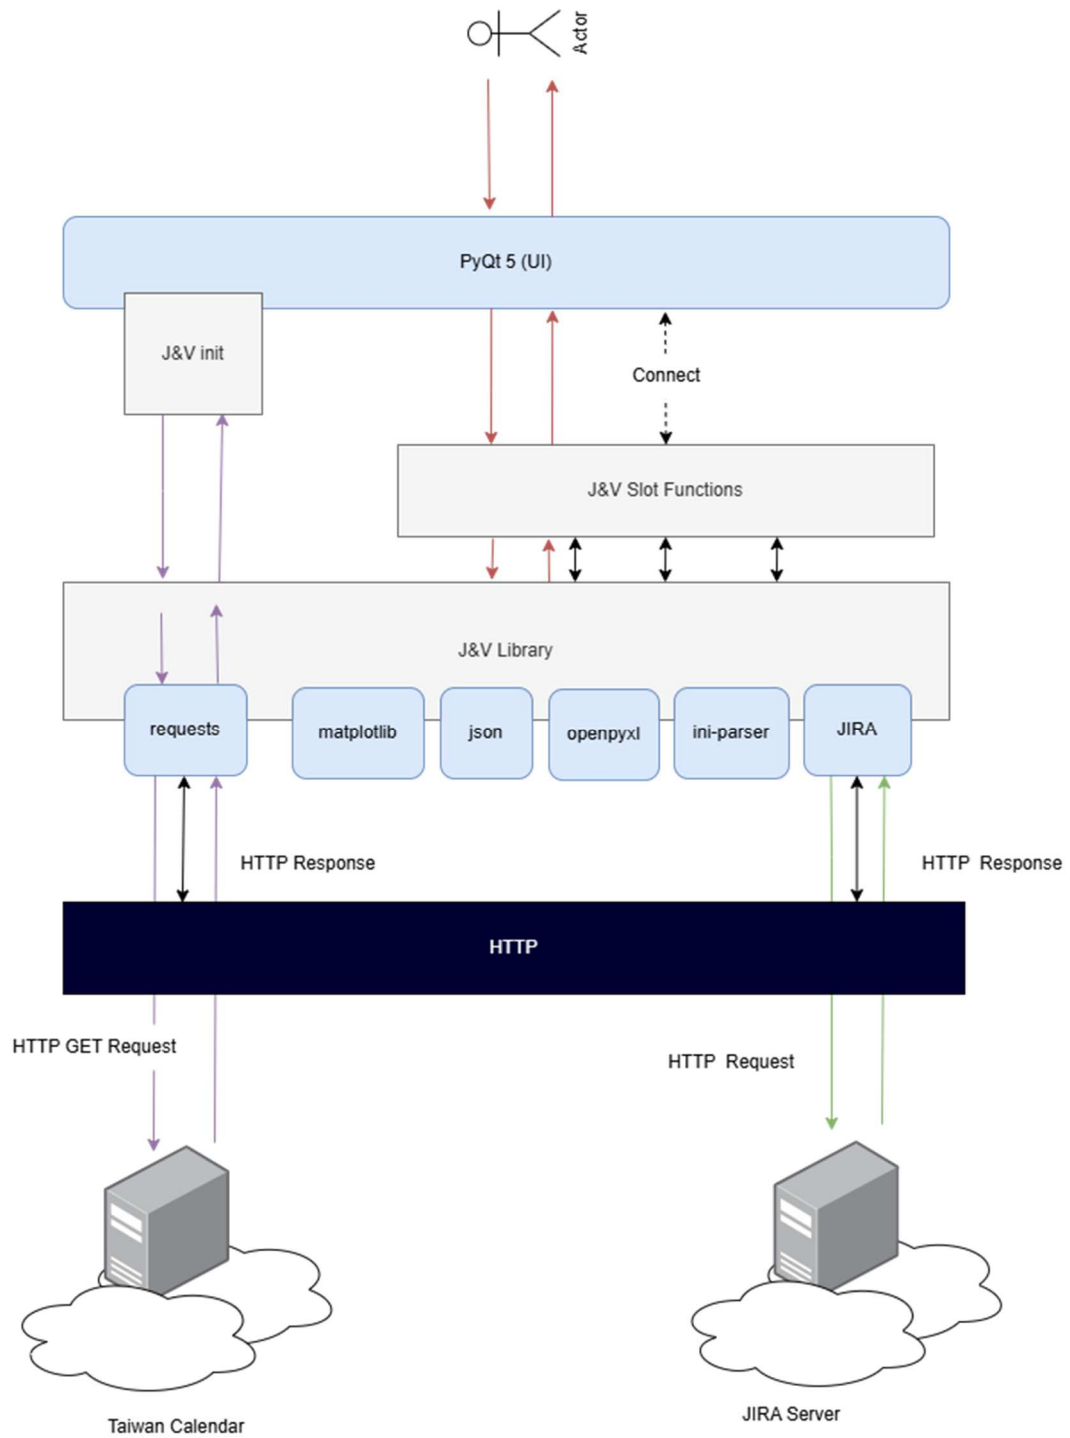 Actor
PyQt 5 (UI)
J&V init
Connect
J&V Slot Functions
J&V Library
requests
matplotlib
json
openpyxl
ini-parser
JIRA
HTTP Response
HTTP  Response
HTTP
HTTP GET Request
HTTP  Request
Taiwan Calendar
JIRA Server